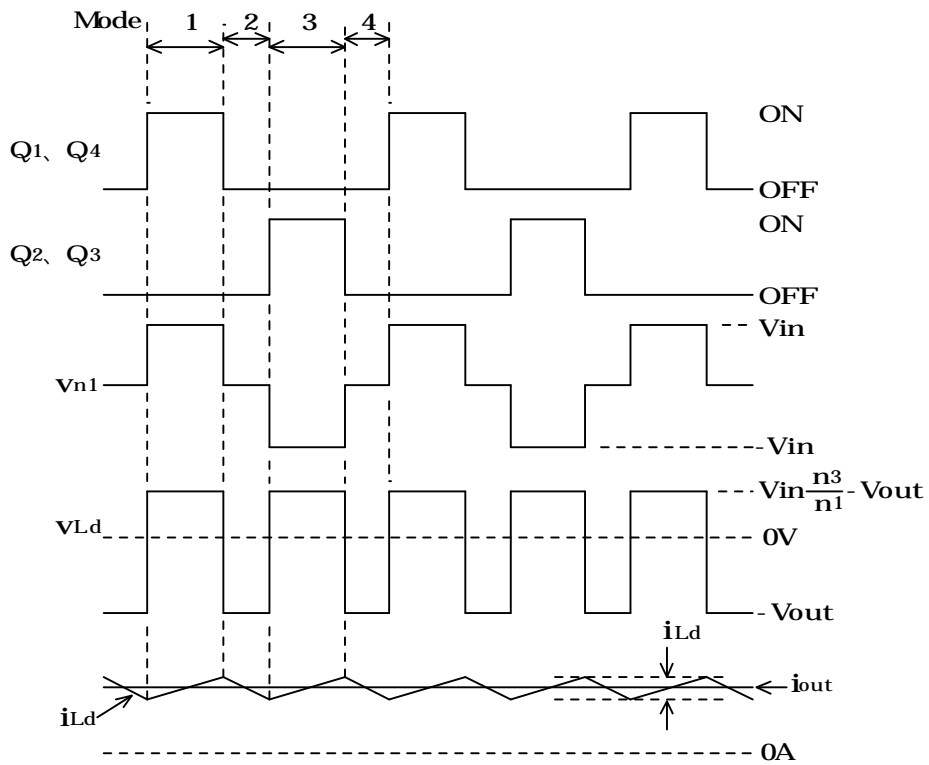 Mode 1 2 3 4
ON
Q1、Q4
OFF
ON
Q2、Q3
OFF
Vin
vn1
-Vin
Vin n3/n1 - Vout
vLd
0V
-Vout
iLd
iout
iLd
0A